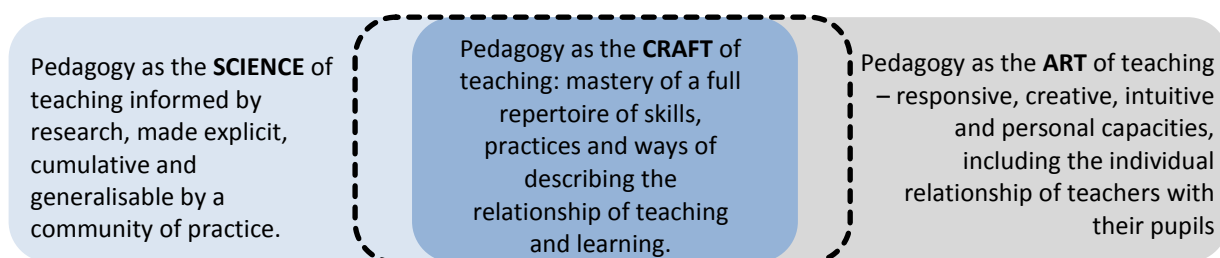 Pedagogy as the SCIENCE of
teaching informed by
research, made explicit,
cumulative and
generalisable by a
community of practice.
Pedagogy as the CRAFT of
teaching: mastery of a full
repertoire of skills,
practices and ways of
describing the
relationship of teaching
and learning.
Pedagogy as the ART of teaching
– responsive, creative, intuitive
and personal capacities,
including the individual
relationship of teachers with
their pupils